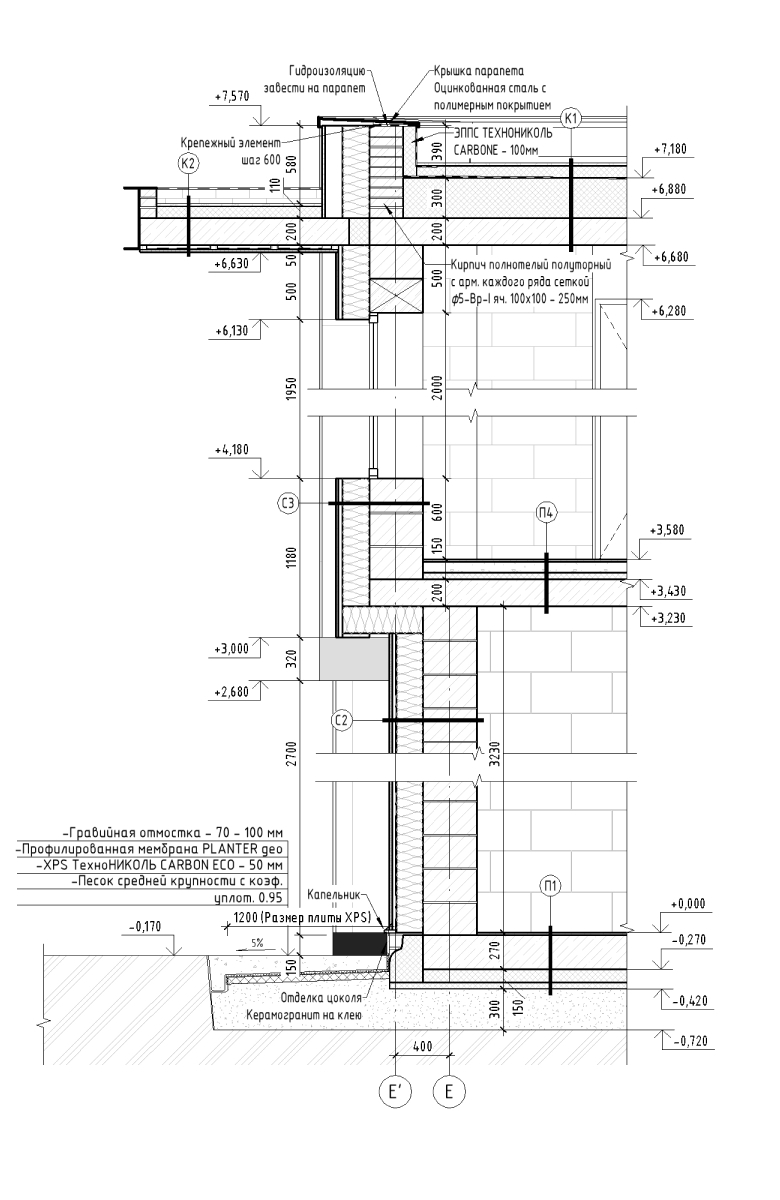 Гидроизоляцию
завести на парапет
Крышка парапета
Оцинкованная сталь с
полимерным покрытием
+7,570
К1
Крепежный элемент
шаг 600
ЭППС ТЕХНОНИКОЛЬ
CARBONE - 100мм
К2
580
390
+7,180
110
300
+6,880
200
200
+6,680
50
+6,630
Кирпич полнотелый полуторный
с арм. каждого ряда сеткой
ϕ5-Вр-I яч. 100х100 - 250мм
500
500
+6,280
+6,130
1950
2000
+4,180
С3
600
П4
+3,580
150
1180
200
+3,430
+3,230
+3,000
320
+2,680
С2
2700
3230
-Гравийная отмостка - 70 - 100 мм
-Профилированная мембрана PLANTER geo
-XPS ТехноНИКОЛЬ CARBON ECO - 50 мм
-Песок средней крупности с коэф.
уплот. 0.95
Капельник
П1
1200 (Размер плиты XPS)
+0,000
-0,170
5%
270
-0,270
150
Отделка цоколя
Керамогранит на клею
300
150
-0,420
-0,720
400
Е'
Е